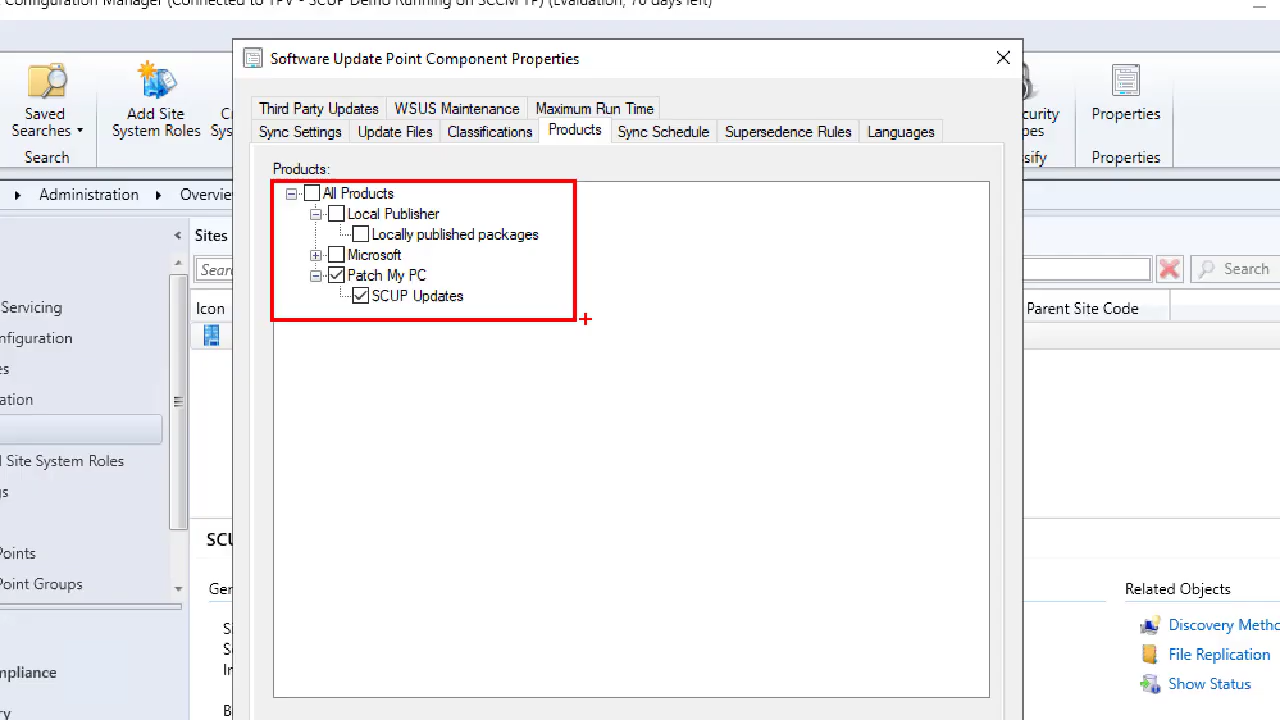 Configuration Manager (Connected to TPV - SCUP Demo Running on SCCM TP) (Evaluation, 76 days left)
Software Update Point Component Properties
Saved Searches
Add Site System Roles
Properties
Search
Properties
Third Party Updates WSUS Maintenance Maximum Run Time
Sync Settings Update Files Classifications Products Sync Schedule Supersedence Rules Languages
Administration
Sites
Products:
All Products
Local Publisher
Locally published packages
Microsoft
Patch My PC
SCUP Updates
Search
Icon
Parent Site Code
Servicing
Site System Roles
Points
Point Groups
Related Objects
Discovery Metho
File Replication
Show Status